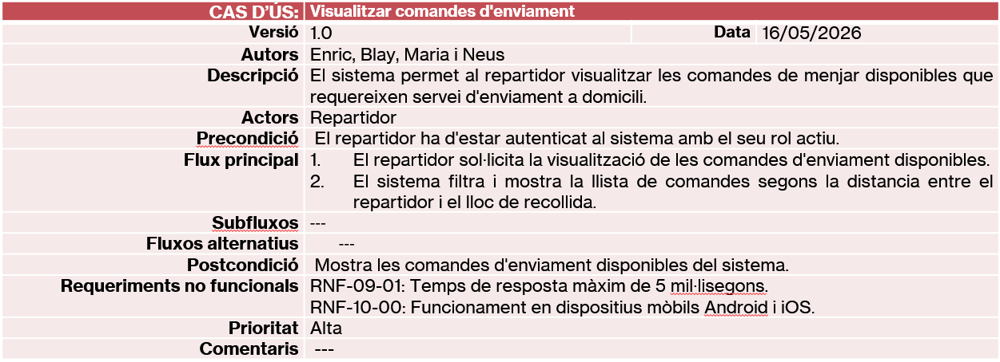 CAS D'ÚS: Visualitzar comandes d'enviament
Versió 1.0 Data 16/05/2026
Autors Enric, Blay, Maria i Neus
Descripció El sistema permet al repartidor visualitzar les comandes de menjar disponibles que
requereixen servei d'enviament a domicili.
Actors Repartidor
Precondició El repartidor ha d'estar autenticat al sistema amb el seu rol actiu.
Flux principal 1. El repartidor sol·licita la visualització de les comandes d'enviament disponibles.
2. El sistema filtra i mostra la llista de comandes segons la distancia entre el
repartidor i el lloc de recollida.
Subfluxos ---
Fluxos alternatius ---
Postcondició Mostra les comandes d'enviament disponibles del sistema.
Requeriments no funcionals RNF-09-01: Temps de resposta màxim de 5 mil·lisegons.
RNF-10-00: Funcionament en dispositius mòbils Android i iOS.
Prioritat Alta
Comentaris ---